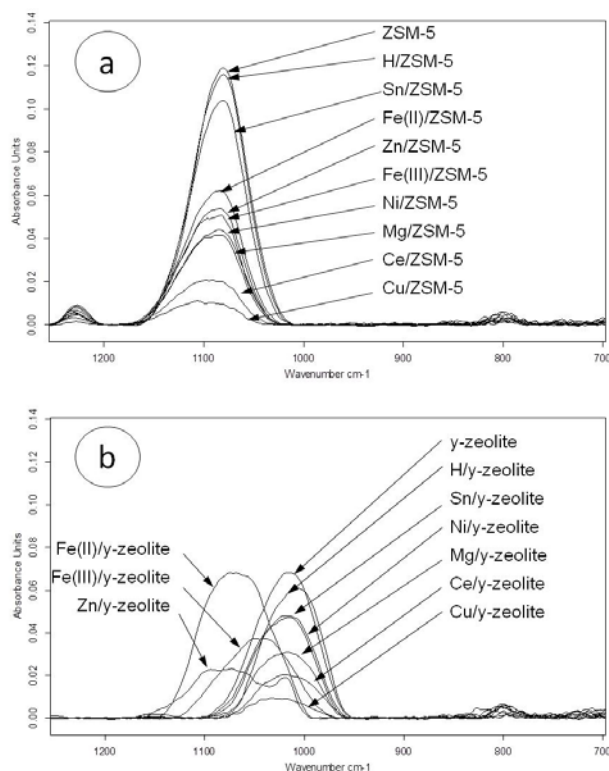 a
Absorbance Units
0.14
0.12
0.10
0.08
0.06
0.04
0.02
0.00
ZSM-5
H/ZSM-5
Sn/ZSM-5
Fe(II)/ZSM-5
Zn/ZSM-5
Fe(III)/ZSM-5
Ni/ZSM-5
Mg/ZSM-5
Ce/ZSM-5
Cu/ZSM-5
1200 1100 1000 900 800 700
Wavenumber cm-1
b
Absorbance Units
0.14
0.12
0.10
0.08
0.06
0.04
0.02
0.00
Fe(II)/y-zeolite
Fe(III)/y-zeolite
Zn/y-zeolite
y-zeolite
H/y-zeolite
Sn/y-zeolite
Ni/y-zeolite
Mg/y-zeolite
Ce/y-zeolite
Cu/y-zeolite
1200 1100 1000 900 800 700
Wavenumber cm-1